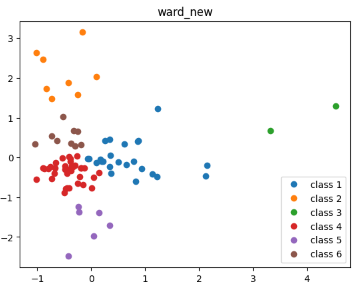 ward_new
3
2
1
0
−1
−2
class 1
class 2
class 3
class 4
class 5
class 6
−1 0 1 2 3 4